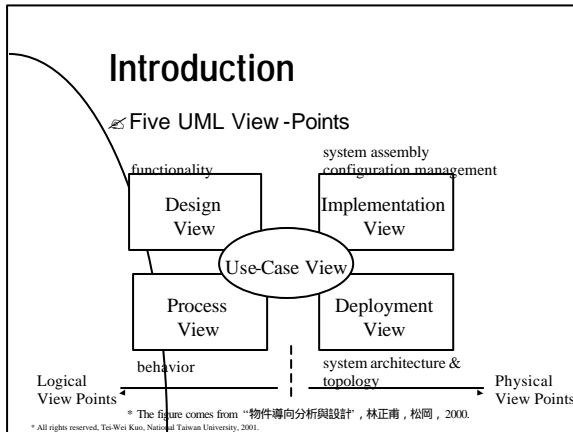 Introduction
Five UML View -Points
functionality
system assembly
configuration management
Design
View
Implementation
View
Use-Case View
Process
View
Deployment
View
behavior
system architecture &
topology
Logical
View Points
Physical
View Points
* The figure comes from “物件導向分析與設計’, 林正甫, 松岡, 2000.
* All rights reserved, Tei-Wei Kuo, National Taiwan University, 2001.